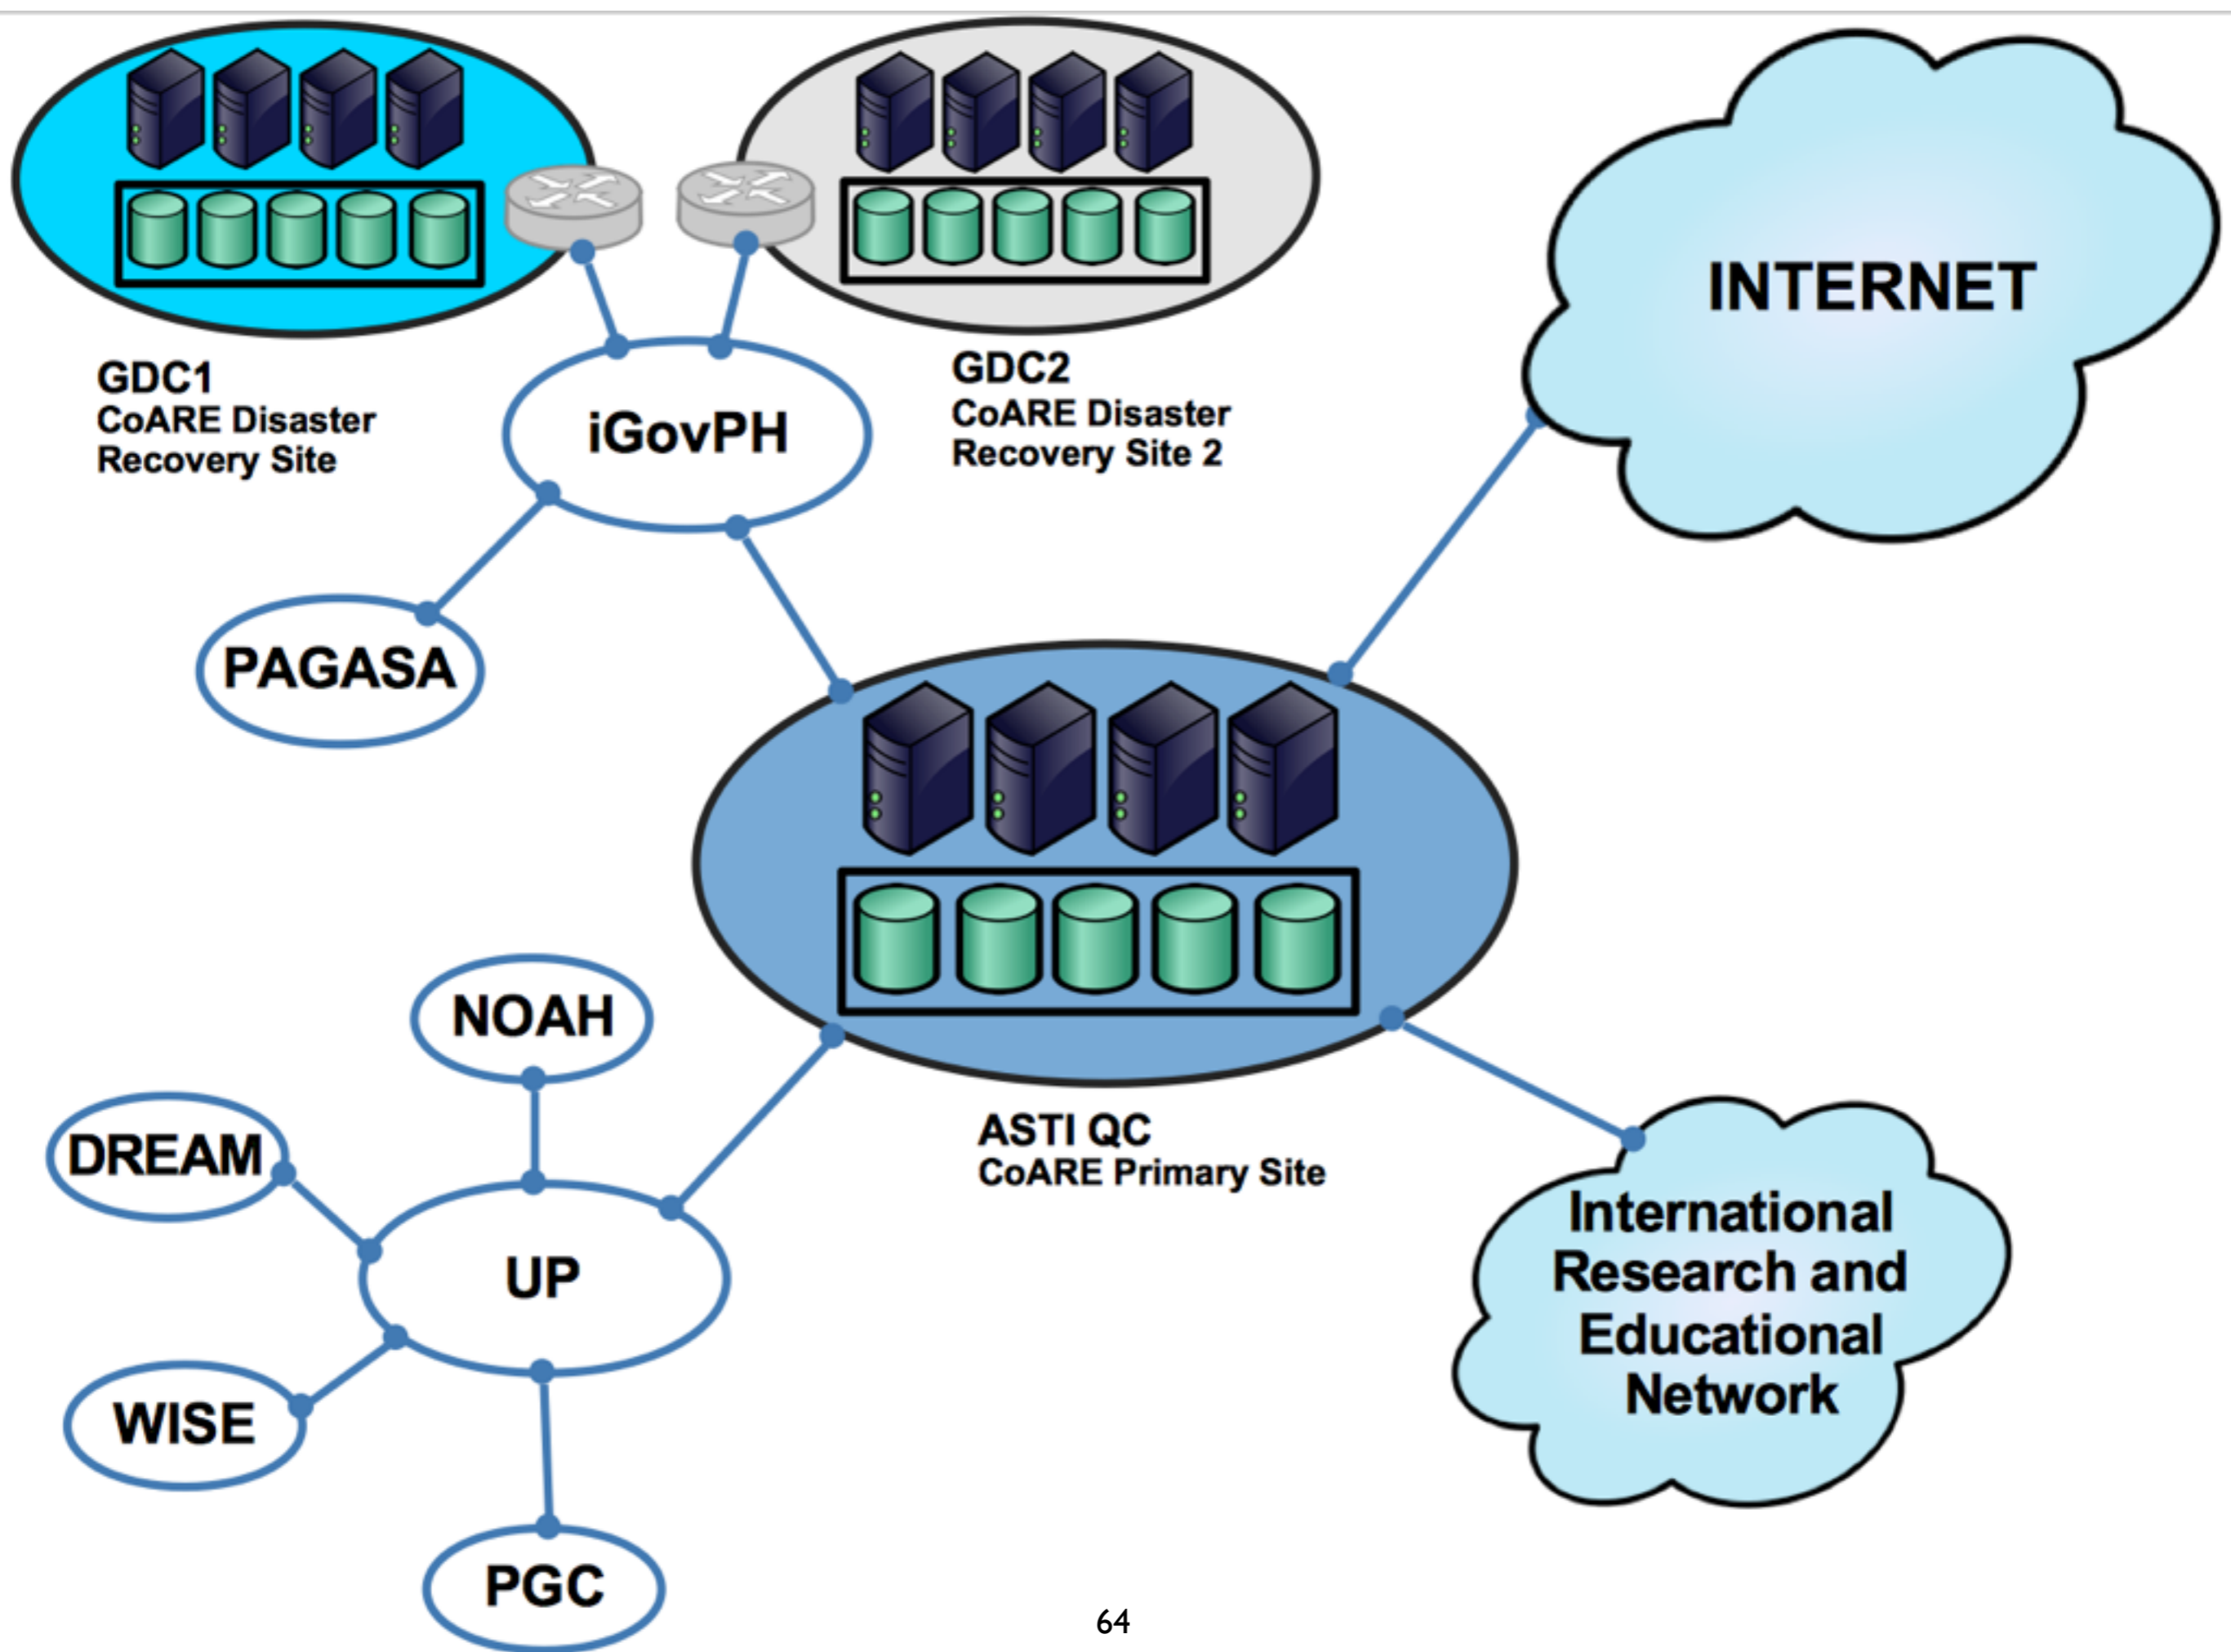 INTERNET
GDC1
CoARE Disaster
Recovery Site
GDC2
CoARE Disaster
Recovery Site 2
iGovPH
PAGASA
NOAH
DREAM
UP
WISE
PGC
ASTI QC
CoARE Primary Site
International
Research and
Educational
Network
64